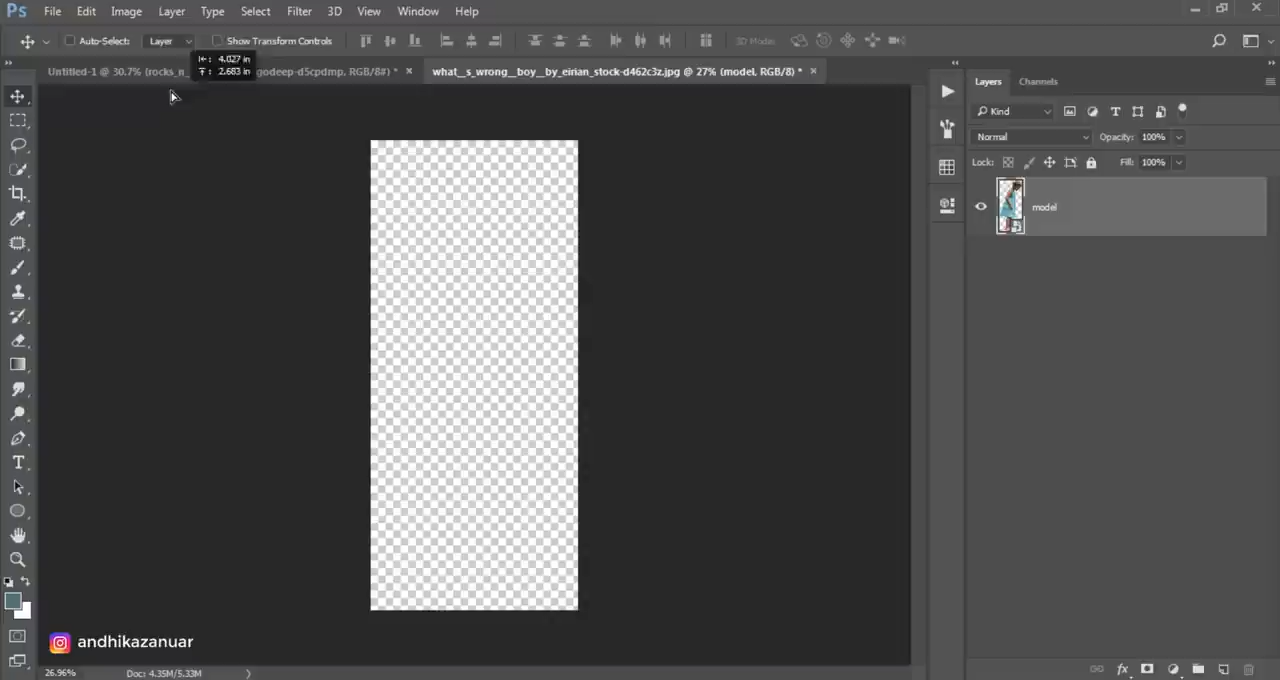 Ps File Edit Image Layer Type Select Filter 3D View Window Help
Auto-Select: Layer Show Transform Controls 3D Mode:
4.027 in
2.683 in
Untitled-1 @ 30.7% (rocks_n_ godeep-d5cpdmp, RGB/8#) * ×
what__s_wrong__boy__by_eirian_stock-d462c3z.jpg @ 27% (model, RGB/8) * ×
Layers Channels
Kind
Normal Opacity: 100%
Lock: Fill: 100%
model
andhikazanuar
26.96% Doc: 4.35M/5.33M